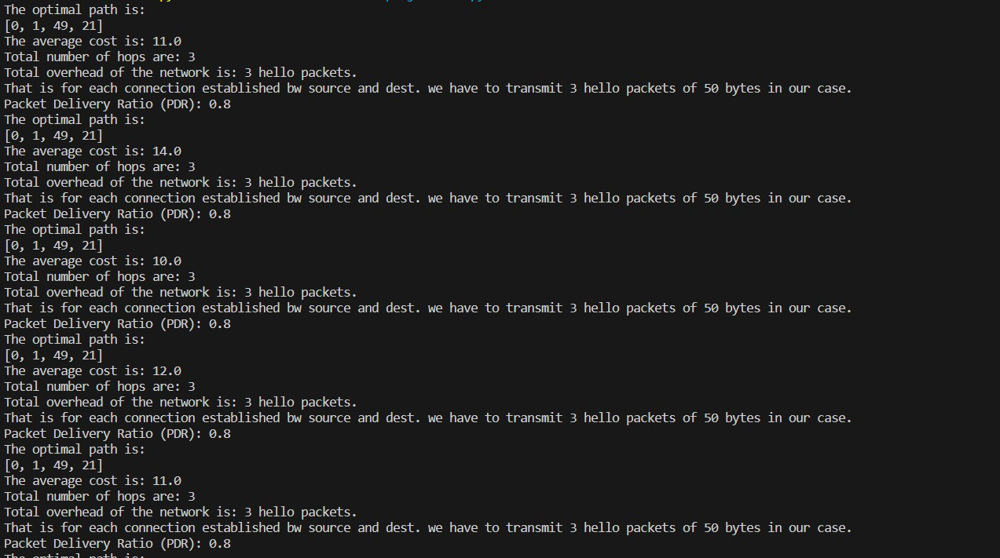 The optimal path is:
[0, 1, 49, 21]
The average cost is: 11.0
Total number of hops are: 3
Total overhead of the network is: 3 hello packets.
That is for each connection established bw source and dest. we have to transmit 3 hello packets of 50 bytes in our case.
Packet Delivery Ratio (PDR): 0.8
The optimal path is:
[0, 1, 49, 21]
The average cost is: 14.0
Total number of hops are: 3
Total overhead of the network is: 3 hello packets.
That is for each connection established bw source and dest. we have to transmit 3 hello packets of 50 bytes in our case.
Packet Delivery Ratio (PDR): 0.8
The optimal path is:
[0, 1, 49, 21]
The average cost is: 10.0
Total number of hops are: 3
Total overhead of the network is: 3 hello packets.
That is for each connection established bw source and dest. we have to transmit 3 hello packets of 50 bytes in our case.
Packet Delivery Ratio (PDR): 0.8
The optimal path is:
[0, 1, 49, 21]
The average cost is: 12.0
Total number of hops are: 3
Total overhead of the network is: 3 hello packets.
That is for each connection established bw source and dest. we have to transmit 3 hello packets of 50 bytes in our case.
Packet Delivery Ratio (PDR): 0.8
The optimal path is:
[0, 1, 49, 21]
The average cost is: 11.0
Total number of hops are: 3
Total overhead of the network is: 3 hello packets.
That is for each connection established bw source and dest. we have to transmit 3 hello packets of 50 bytes in our case.
Packet Delivery Ratio (PDR): 0.8
The optimal path is: